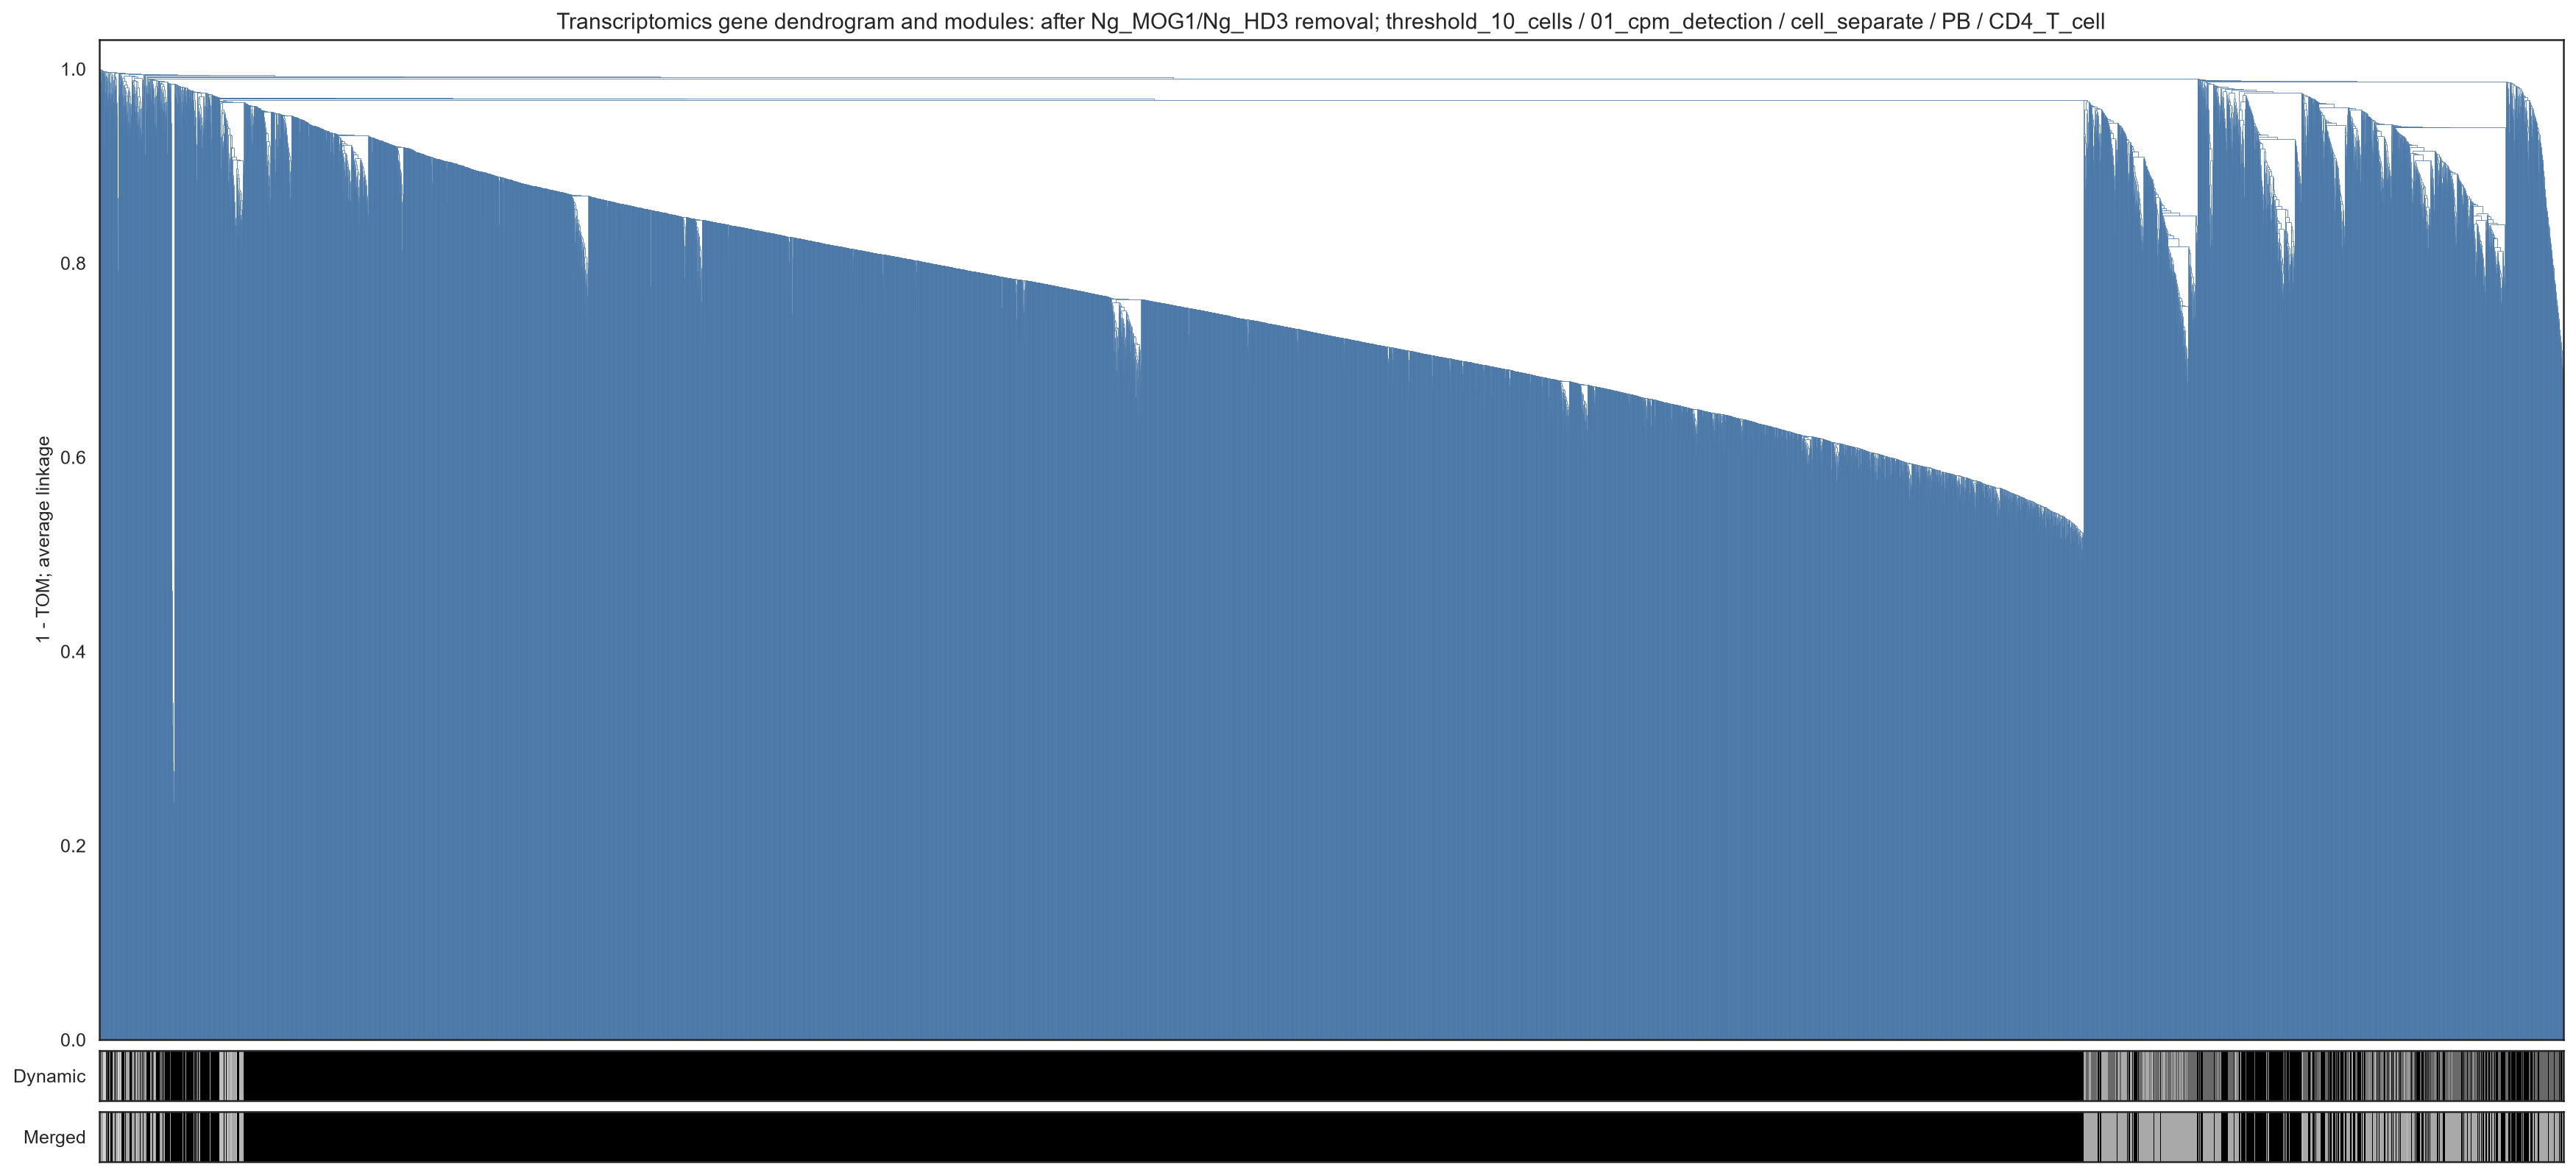 Transcriptomics gene dendrogram and modules: after Ng_MOG1/Ng_HD3 removal; threshold_10_cells / 01_cpm_detection / cell_separate / PB / CD4_T_cell
1.0
0.8
0.6
0.4
0.2
0.0
1 - TOM; average linkage
Dynamic
Merged